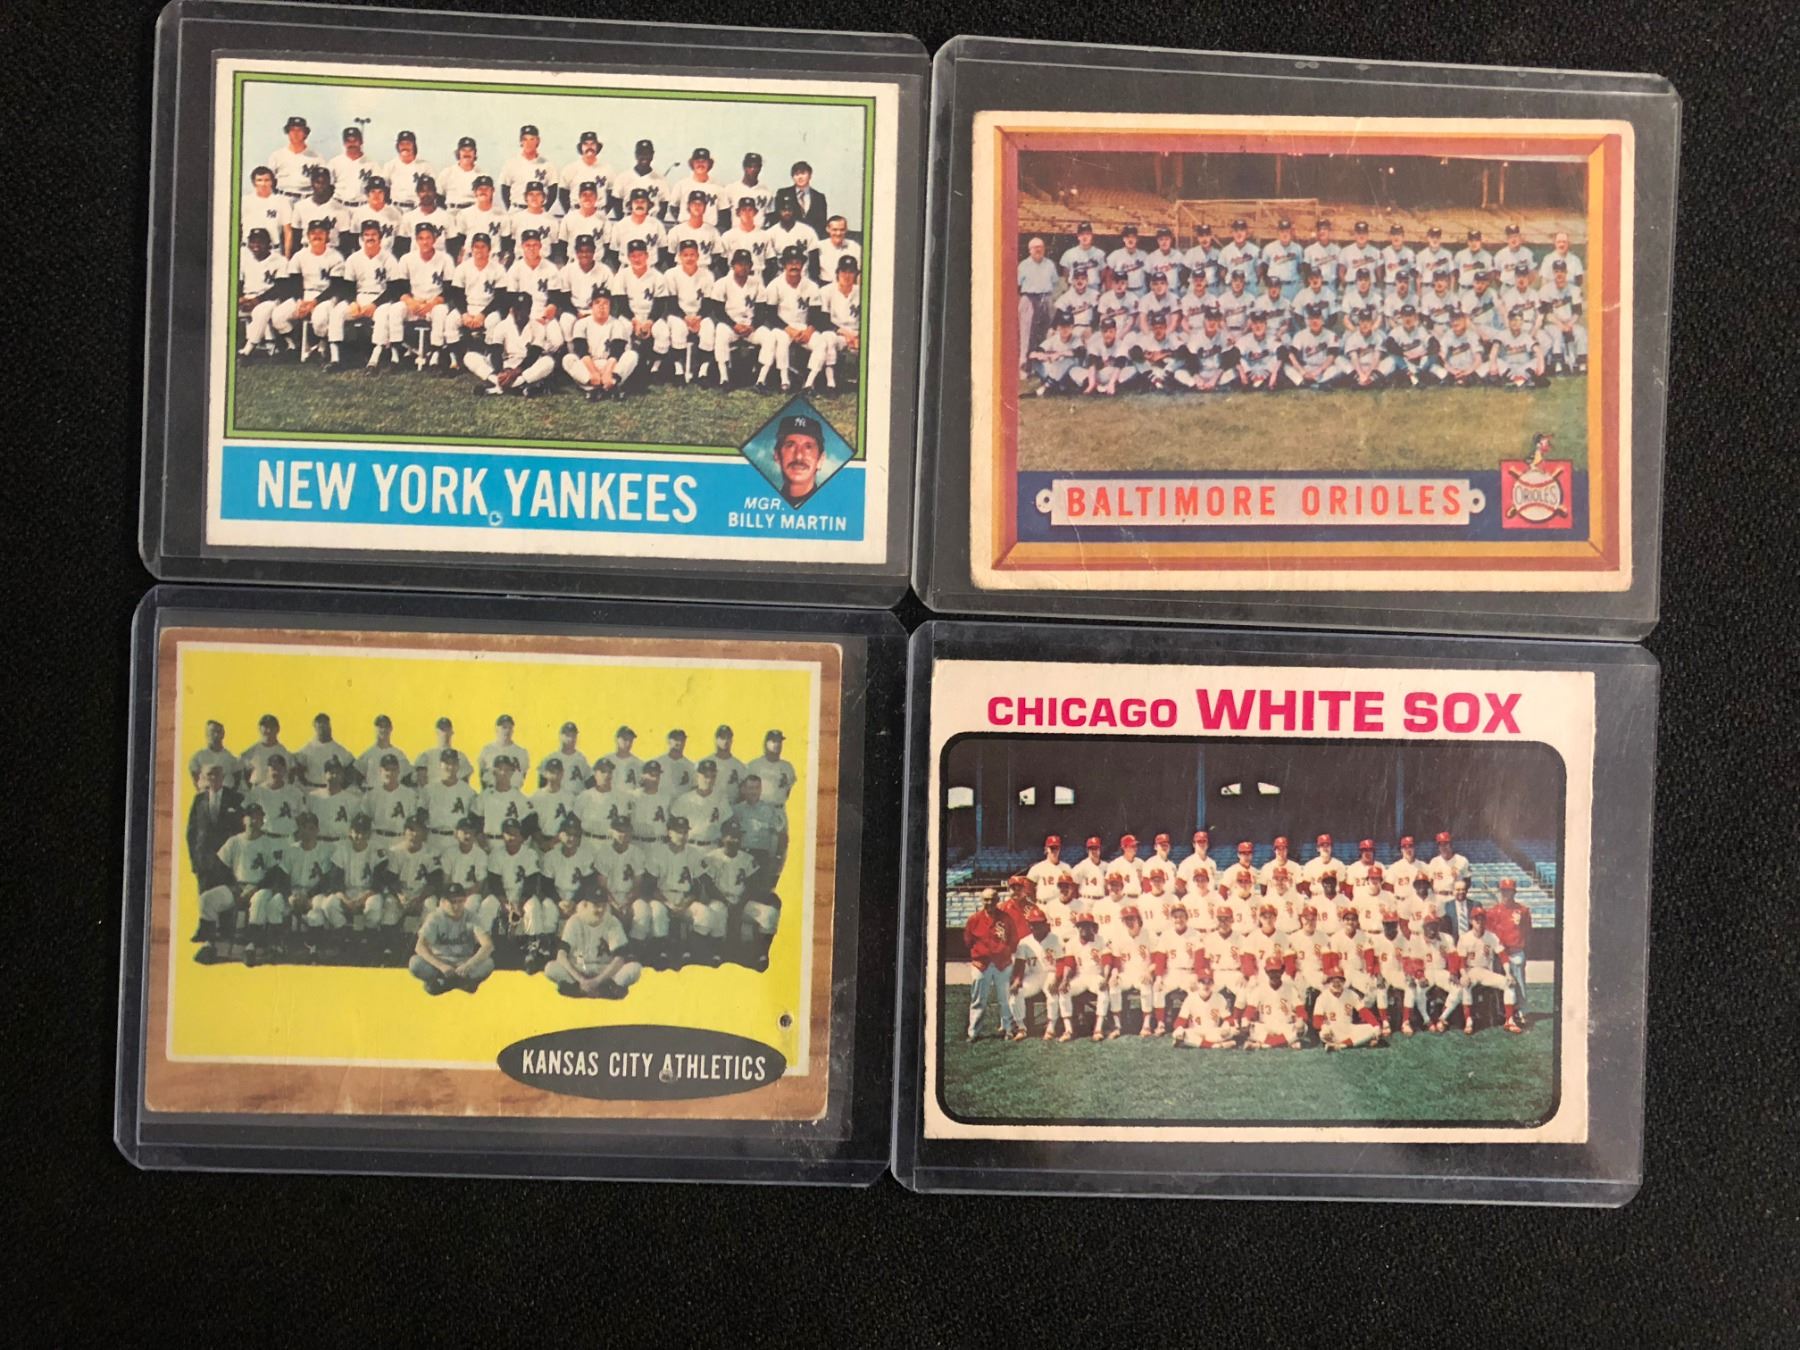 NEW YORK YANKEES
MGR.
BILLY MARTIN
BALTIMORE ORIOLES
ORIOLES
KANSAS CITY ATHLETICS
CHICAGO WHITE SOX